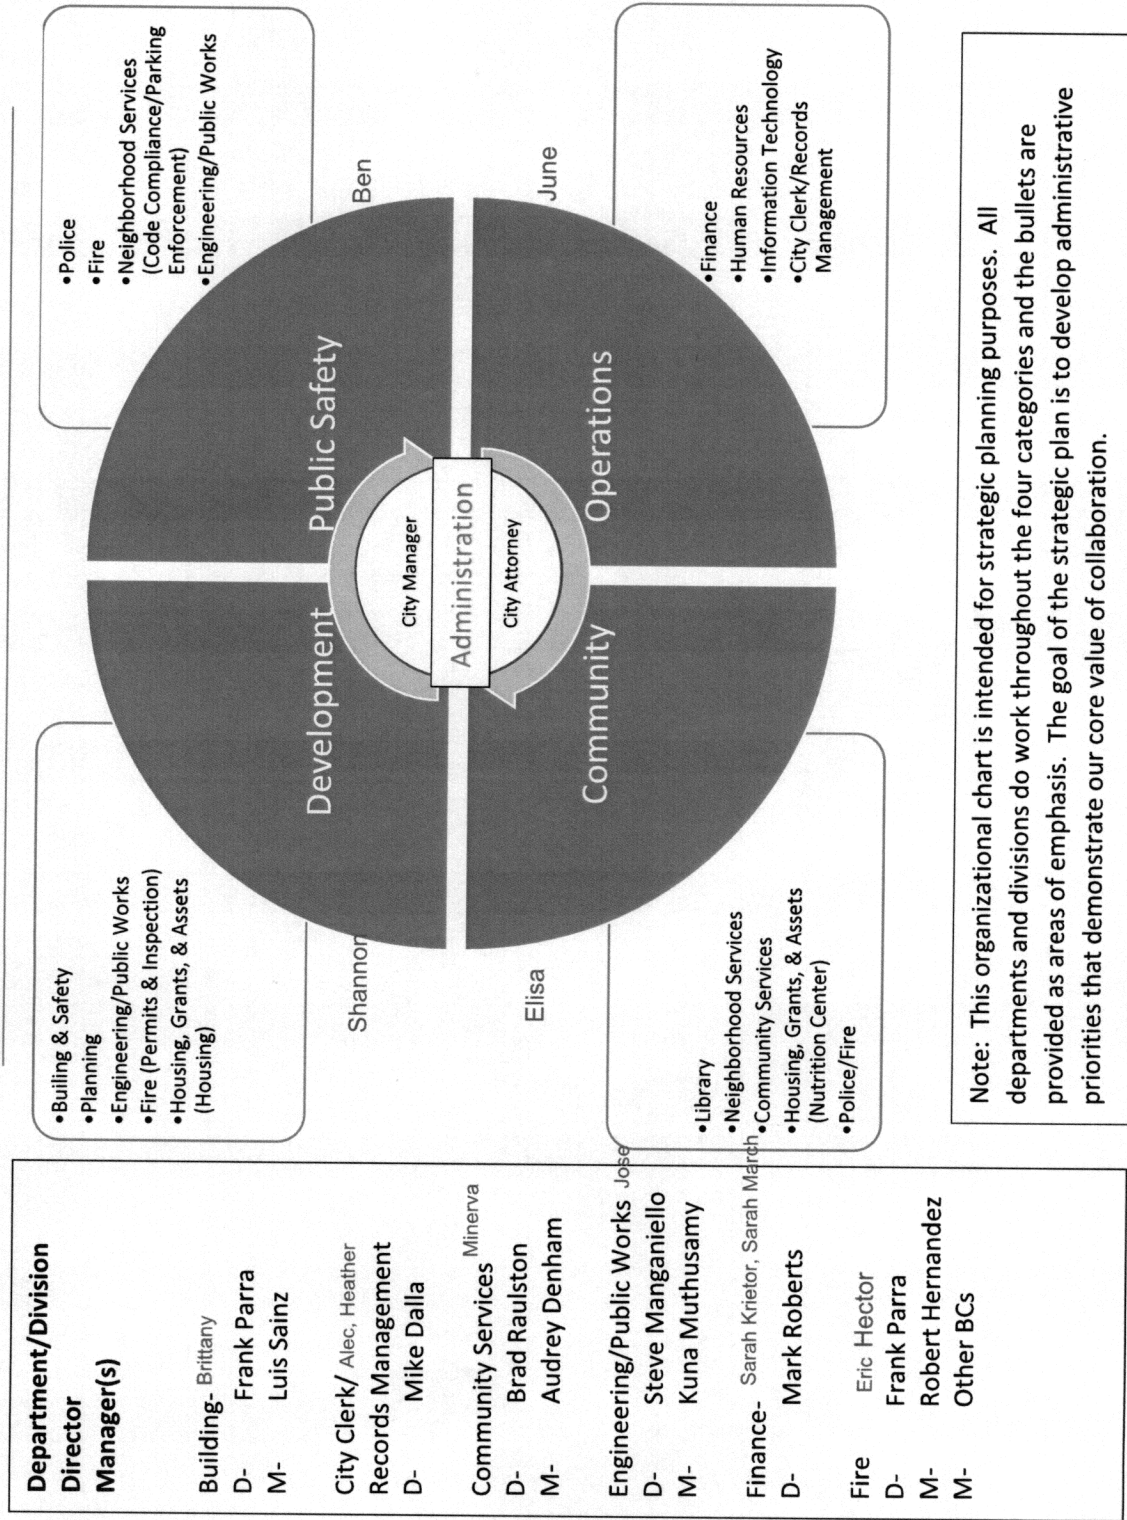 Department/Division
Director
Manager(s)
Building- Brittany
D- Frank Parra
M- Luis Sainz
City Clerk/ Alec, Heather
Records Management
D- Mike Dalla
Community Services Minerva
D- Brad Raulston
M- Audrey Denham
Engineering/Public Works Jose
D- Steve Manganiello
M- Kuna Muthusamy
Finance- Sarah Krietor, Sarah March
D- Mark Roberts
Fire Eric Hector
D- Frank Parra
M- Robert Hernandez
M- Other BCs
•Builing & Safety
•Planning
•Engineering/Public Works
•Fire (Permits & Inspection)
•Housing, Grants, & Assets
(Housing)
Shannon
•Police
•Fire
•Neighborhood Services
(Code Compliance/Parking
Enforcement)
•Engineering/Public Works
Ben
Development
Public Safety
City Manager
Administration
City Attorney
Community
Operations
Elisa
•Library
•Neighborhood Services
•Community Services
•Housing, Grants, & Assets
(Nutrition Center)
•Police/Fire
June
•Finance
•Human Resources
•Information Technology
•City Clerk/Records
Management
Note: This organizational chart is intended for strategic planning purposes. All
departments and divisions do work throughout the four categories and the bullets are
provided as areas of emphasis. The goal of the strategic plan is to develop administrative
priorities that demonstrate our core value of collaboration.